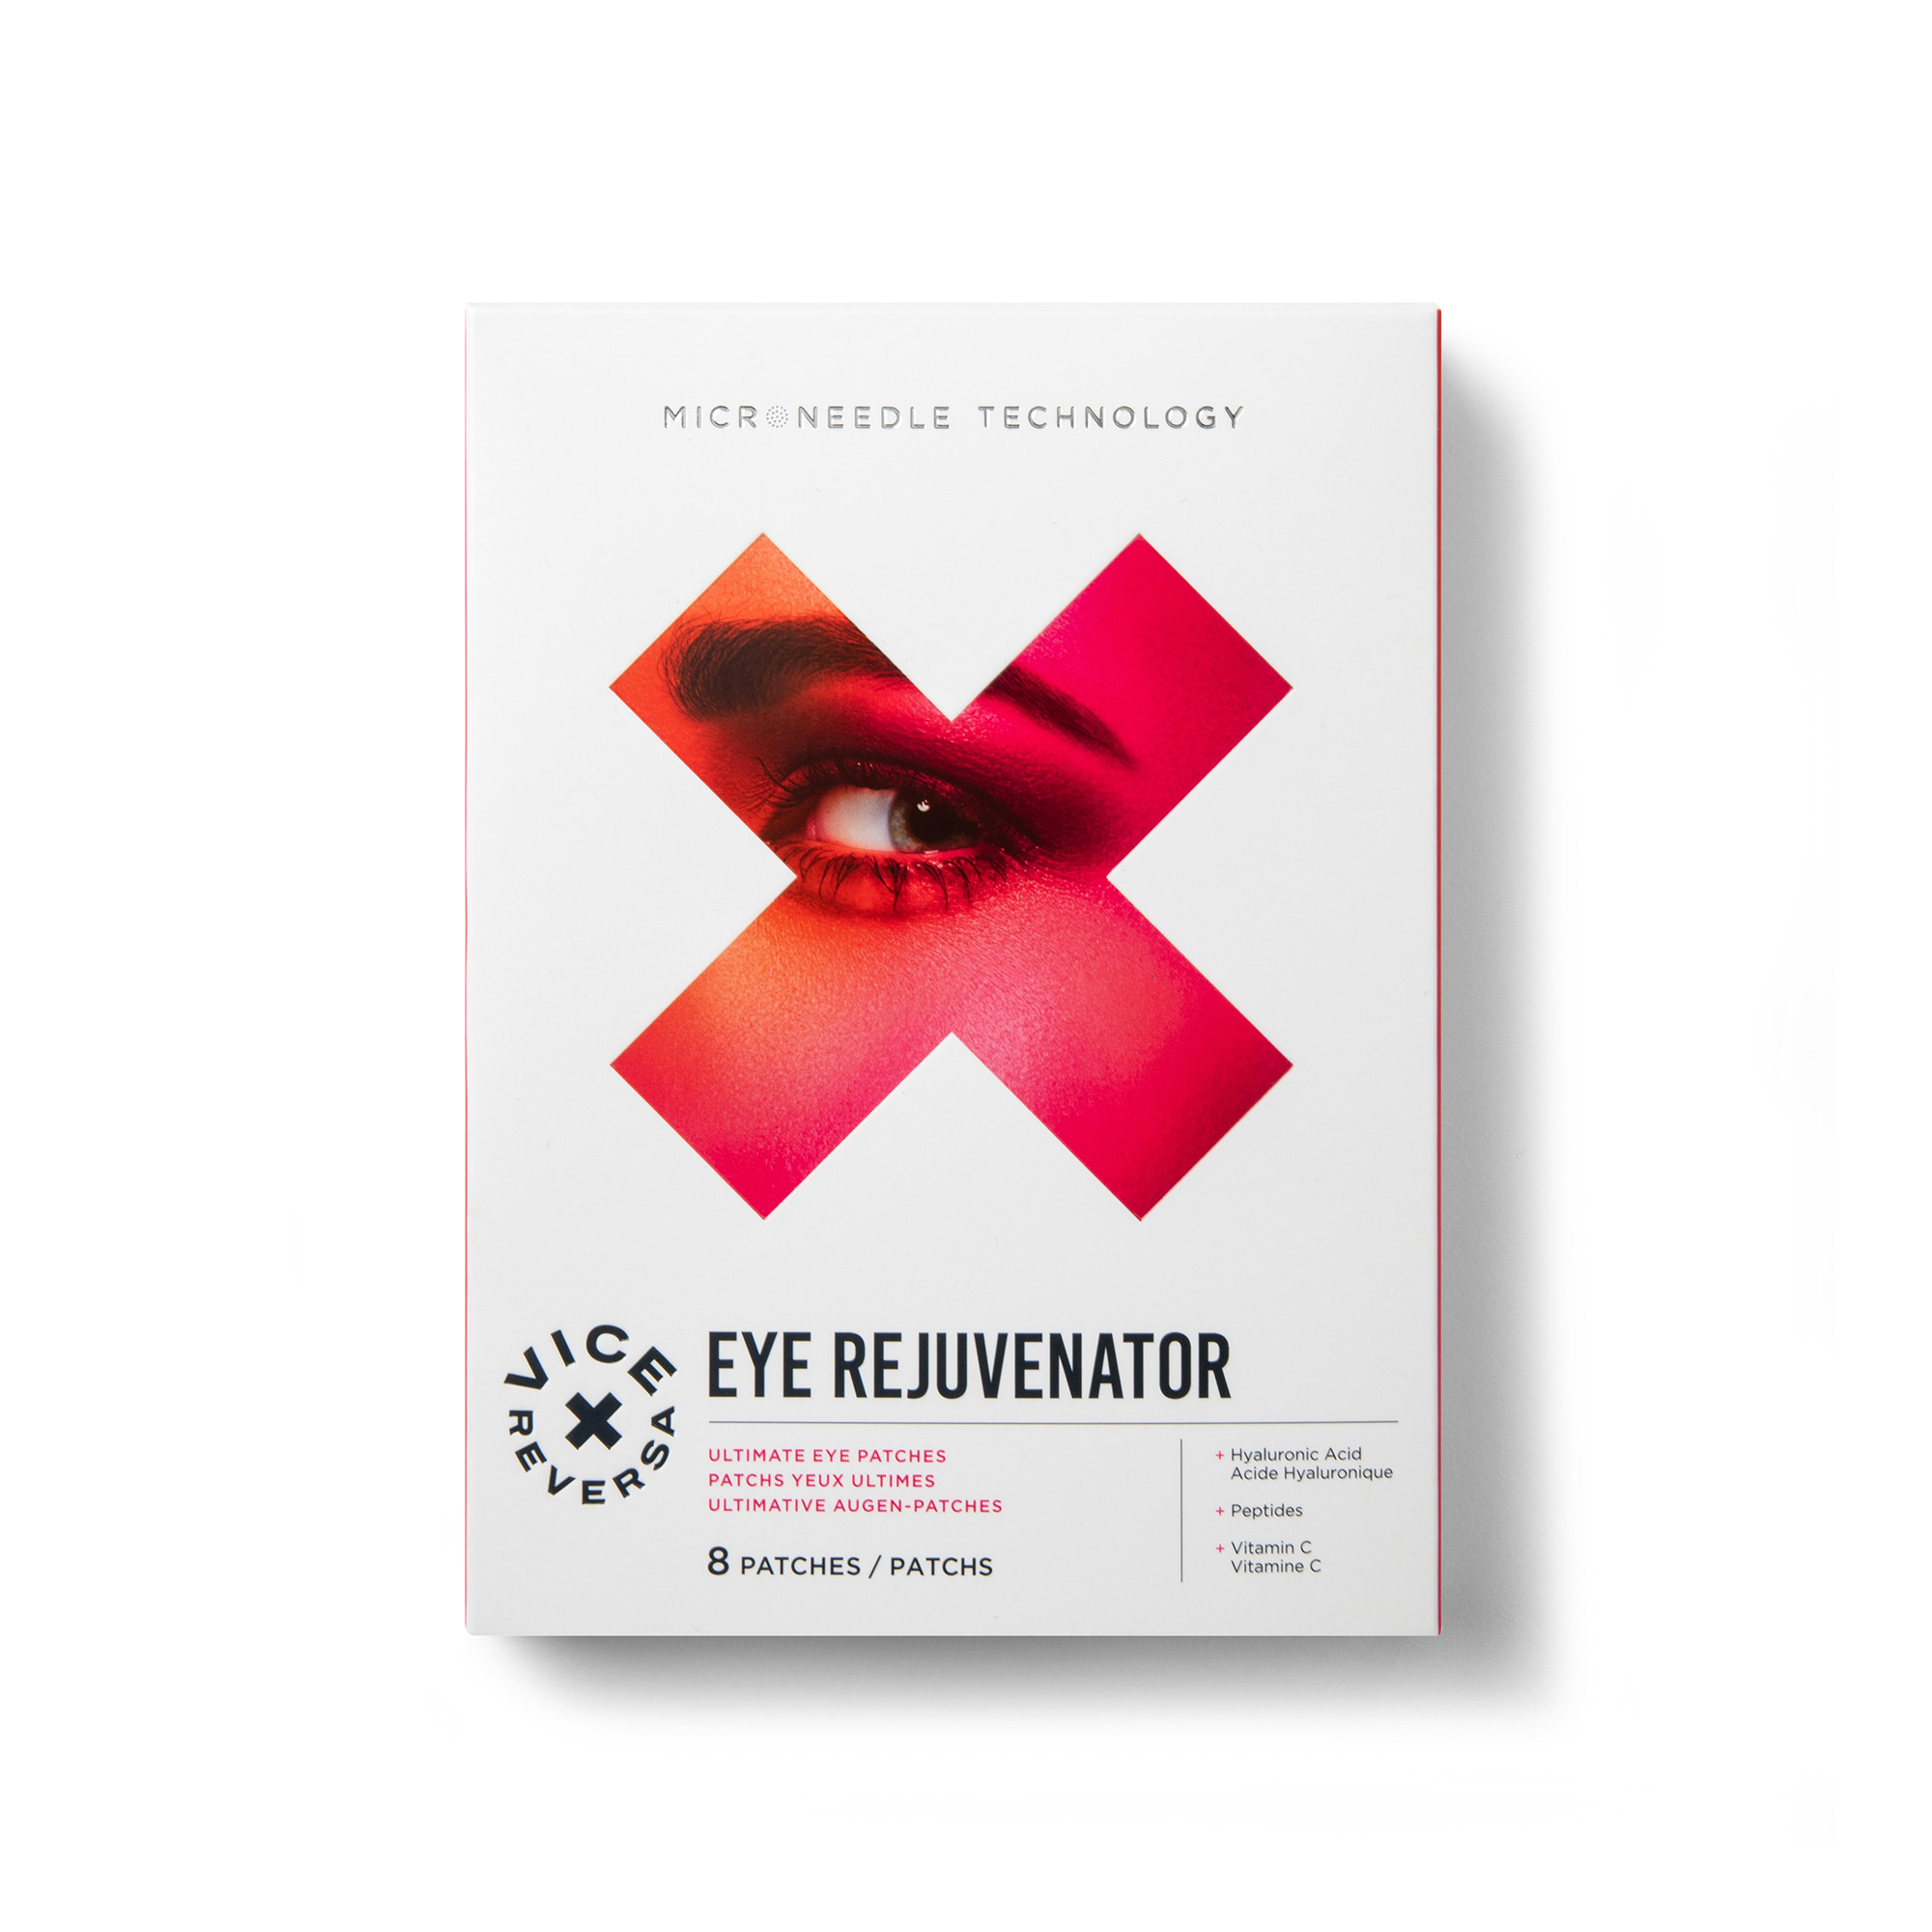 MICRONEEDLE TECHNOLOGY
VICE
REVERSA
EYE REJUVENATOR
ULTIMATE EYE PATCHES
PATCHS YEUX ULTIMES
ULTIMATIVE AUGEN-PATCHES
8 PATCHES / PATCHS
+ Hyaluronic Acid
Acide Hyaluronique
+ Peptides
+ Vitamin C
Vitamine C